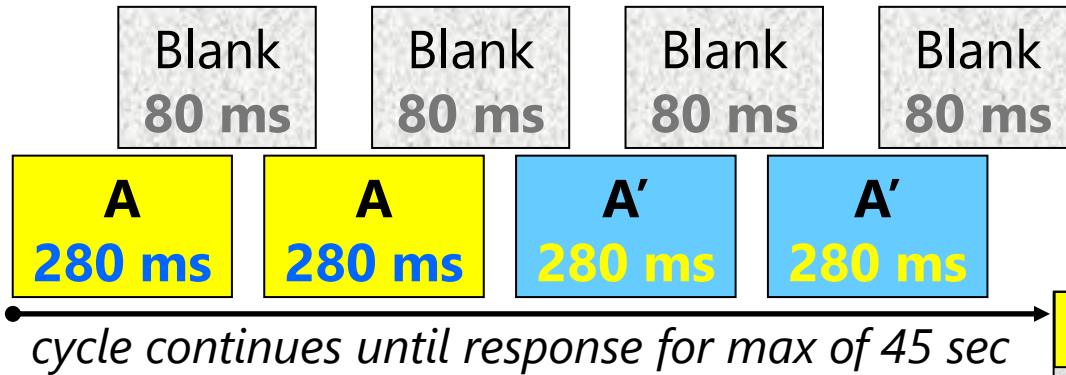 Blank
80 ms
Blank
80 ms
Blank
80 ms
Blank
80 ms
A
280 ms
A
280 ms
A′
280 ms
A′
280 ms
cycle continues until response for max of 45 sec